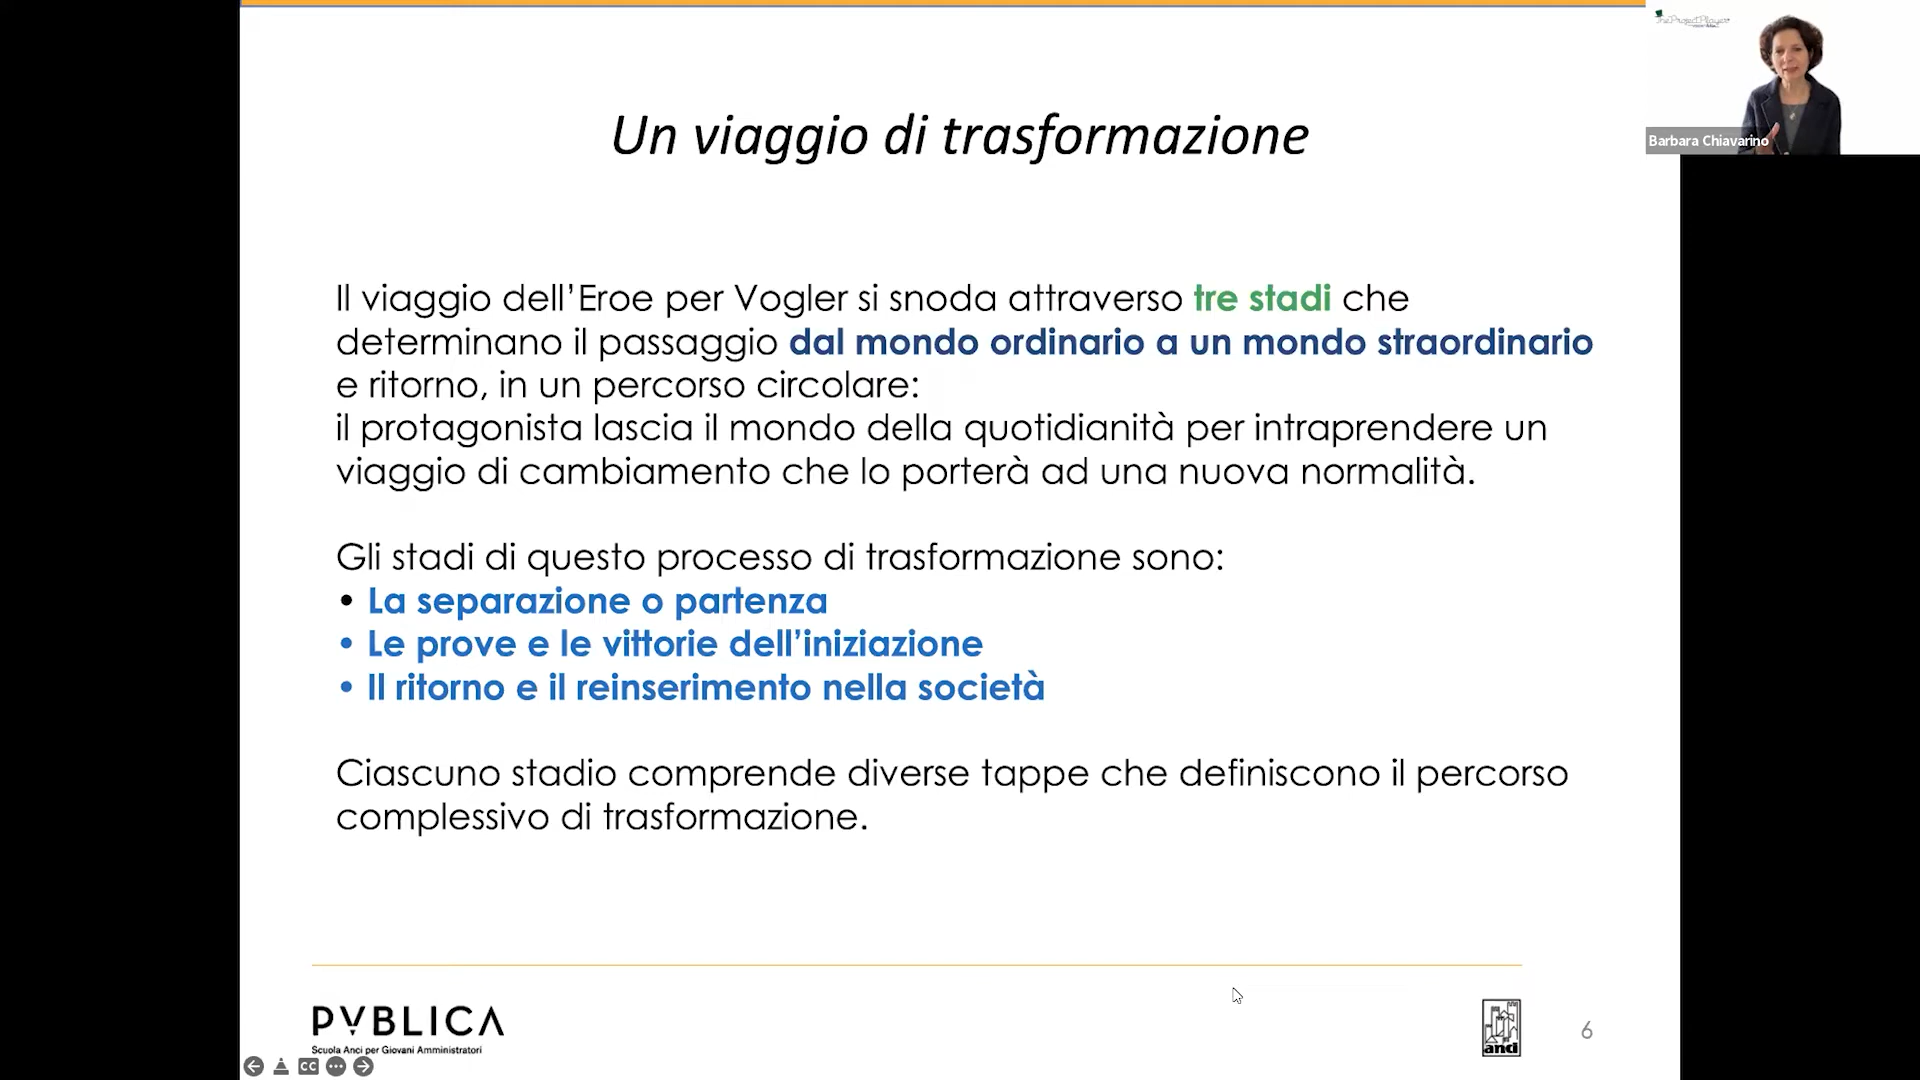 TheProjectPlayer
Barbara Chiavarino
Un viaggio di trasformazione
Il viaggio dell’Eroe per Vogler si snoda attraverso tre stadi che
determinano il passaggio dal mondo ordinario a un mondo straordinario
e ritorno, in un percorso circolare:
il protagonista lascia il mondo della quotidianità per intraprendere un
viaggio di cambiamento che lo porterà ad una nuova normalità.
Gli stadi di questo processo di trasformazione sono:
• La separazione o partenza
• Le prove e le vittorie dell’iniziazione
• Il ritorno e il reinserimento nella società
Ciascuno stadio comprende diverse tappe che definiscono il percorso
complessivo di trasformazione.
PVBLICA
Scuola Anci per Giovani Amministratori
anci
6
CC